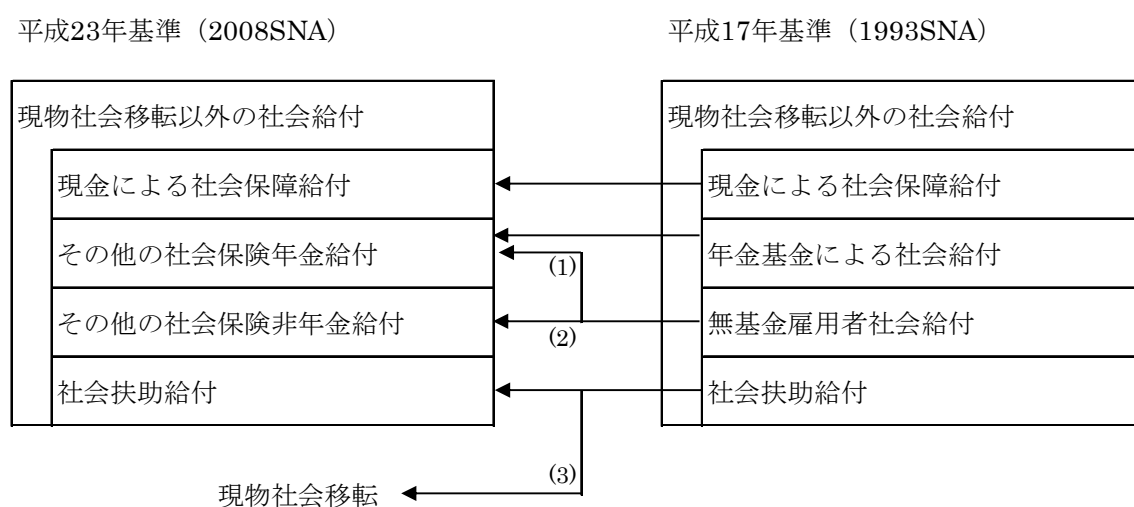 平成23年基準（2008SNA）
平成17年基準（1993SNA）
現物社会移転以外の社会給付
現金による社会保障給付
その他の社会保険年金給付
その他の社会保険非年金給付
社会扶助給付
現物社会移転以外の社会給付
現金による社会保障給付
年金基金による社会給付
無基金雇用者社会給付
社会扶助給付
(1)
(2)
(3)
現物社会移転